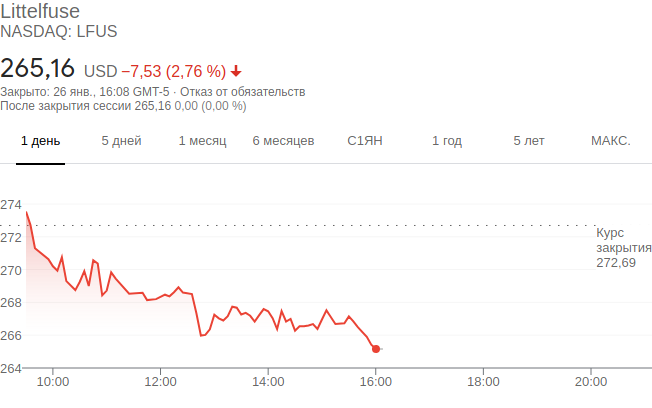 Littelfuse
NASDAQ: LFUS
265,16 USD −7,53 (2,76 %)
Закрыто: 26 янв., 16:08 GMT-5 · Отказ от обязательств
После закрытия сессии 265,16 0,00 (0,00 %)
1 день 5 дней 1 месяц 6 месяцев С1ЯН 1 год 5 лет МАКС.
274
272
270
268
266
264
Курс
закрытия
272,69
10:00 12:00 14:00 16:00 18:00 20:00